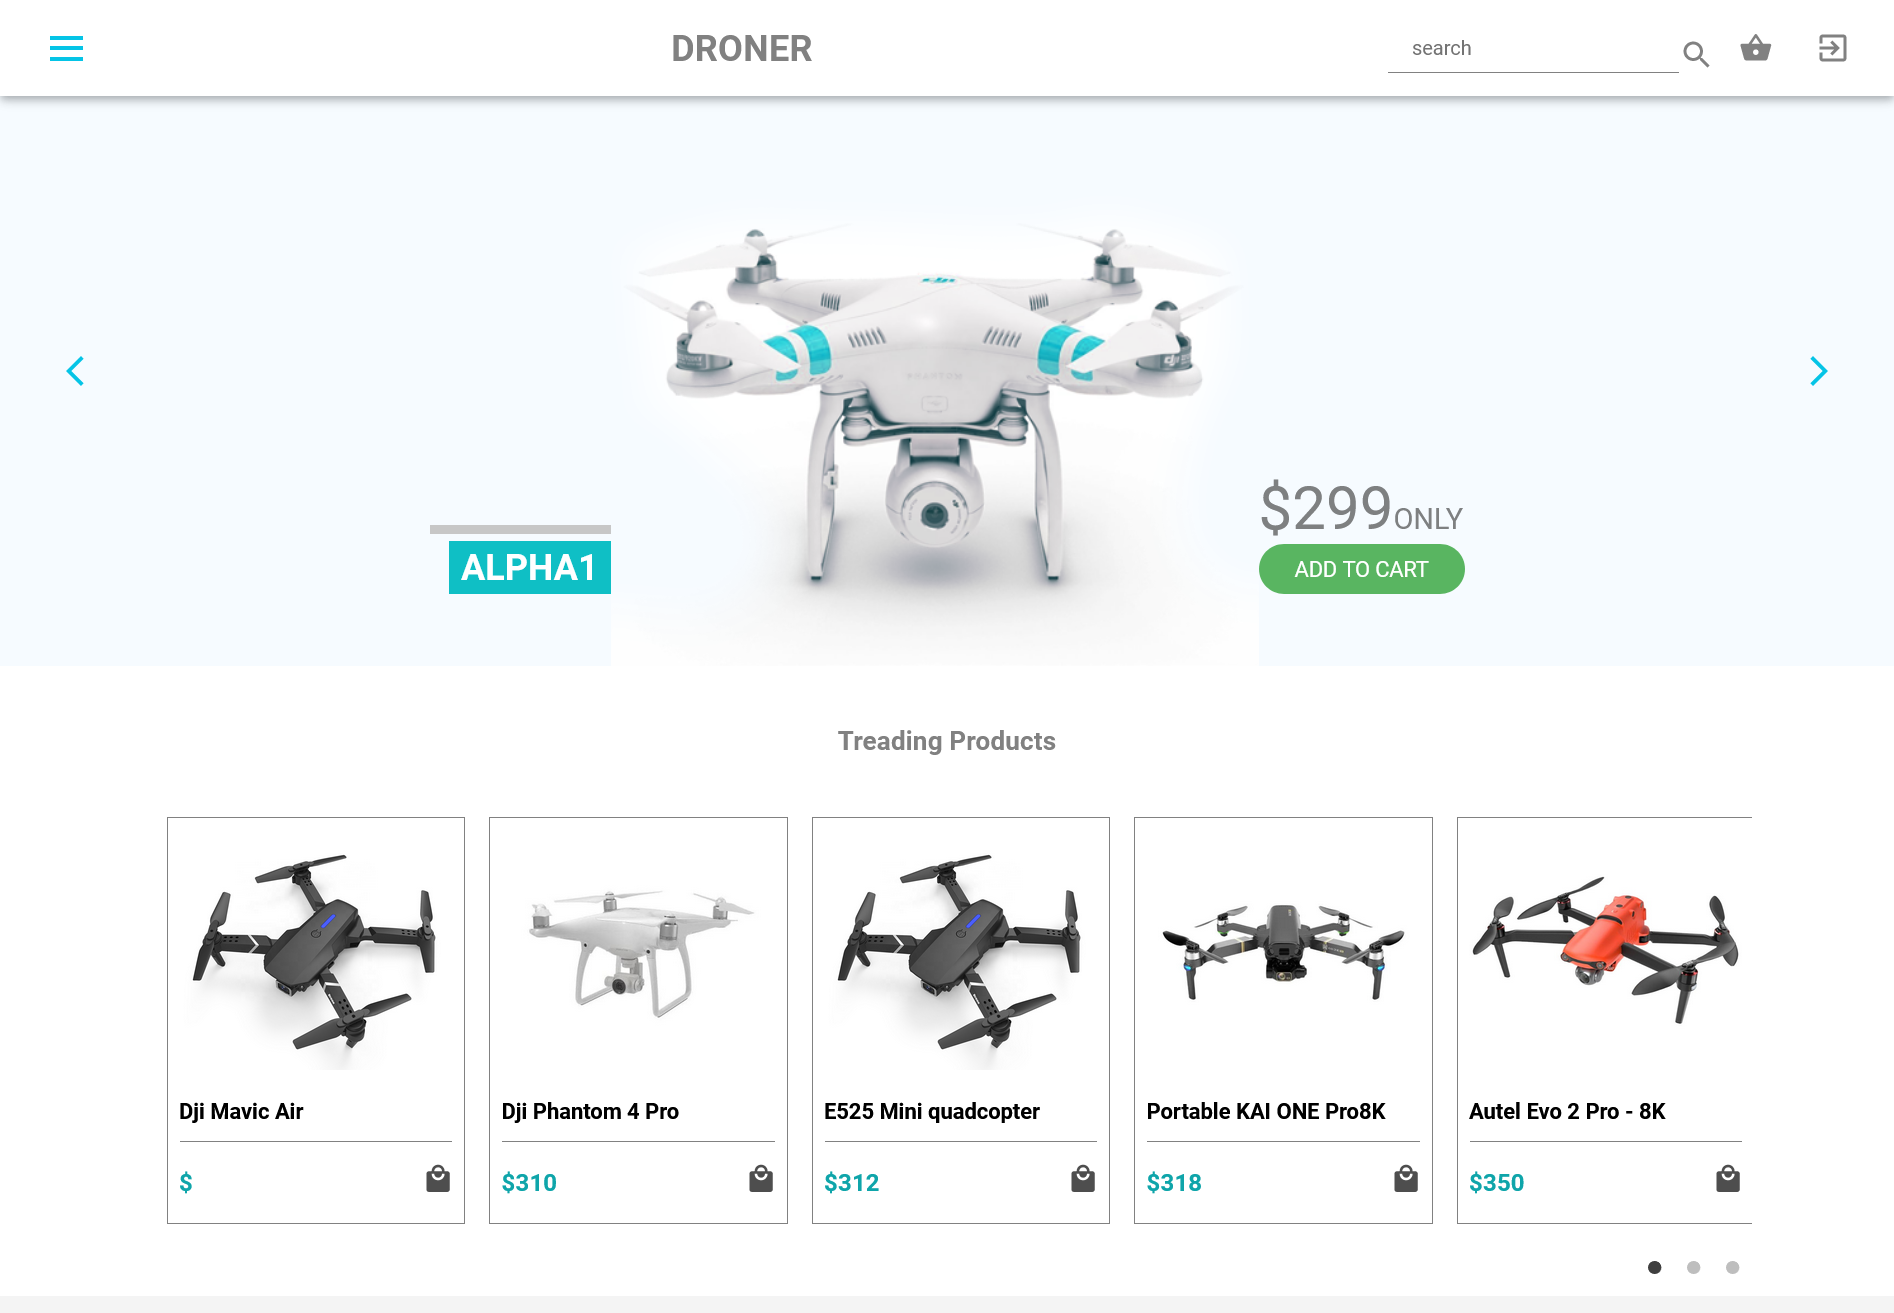 DRONER
search
dji
$299ONLY
ALPHA1
ADD TO CART
Treading Products
Dji Mavic Air
Dji Phantom 4 Pro
E525 Mini quadcopter
Portable KAI ONE Pro8K
Autel Evo 2 Pro - 8K
$
$310
$312
$318
$350